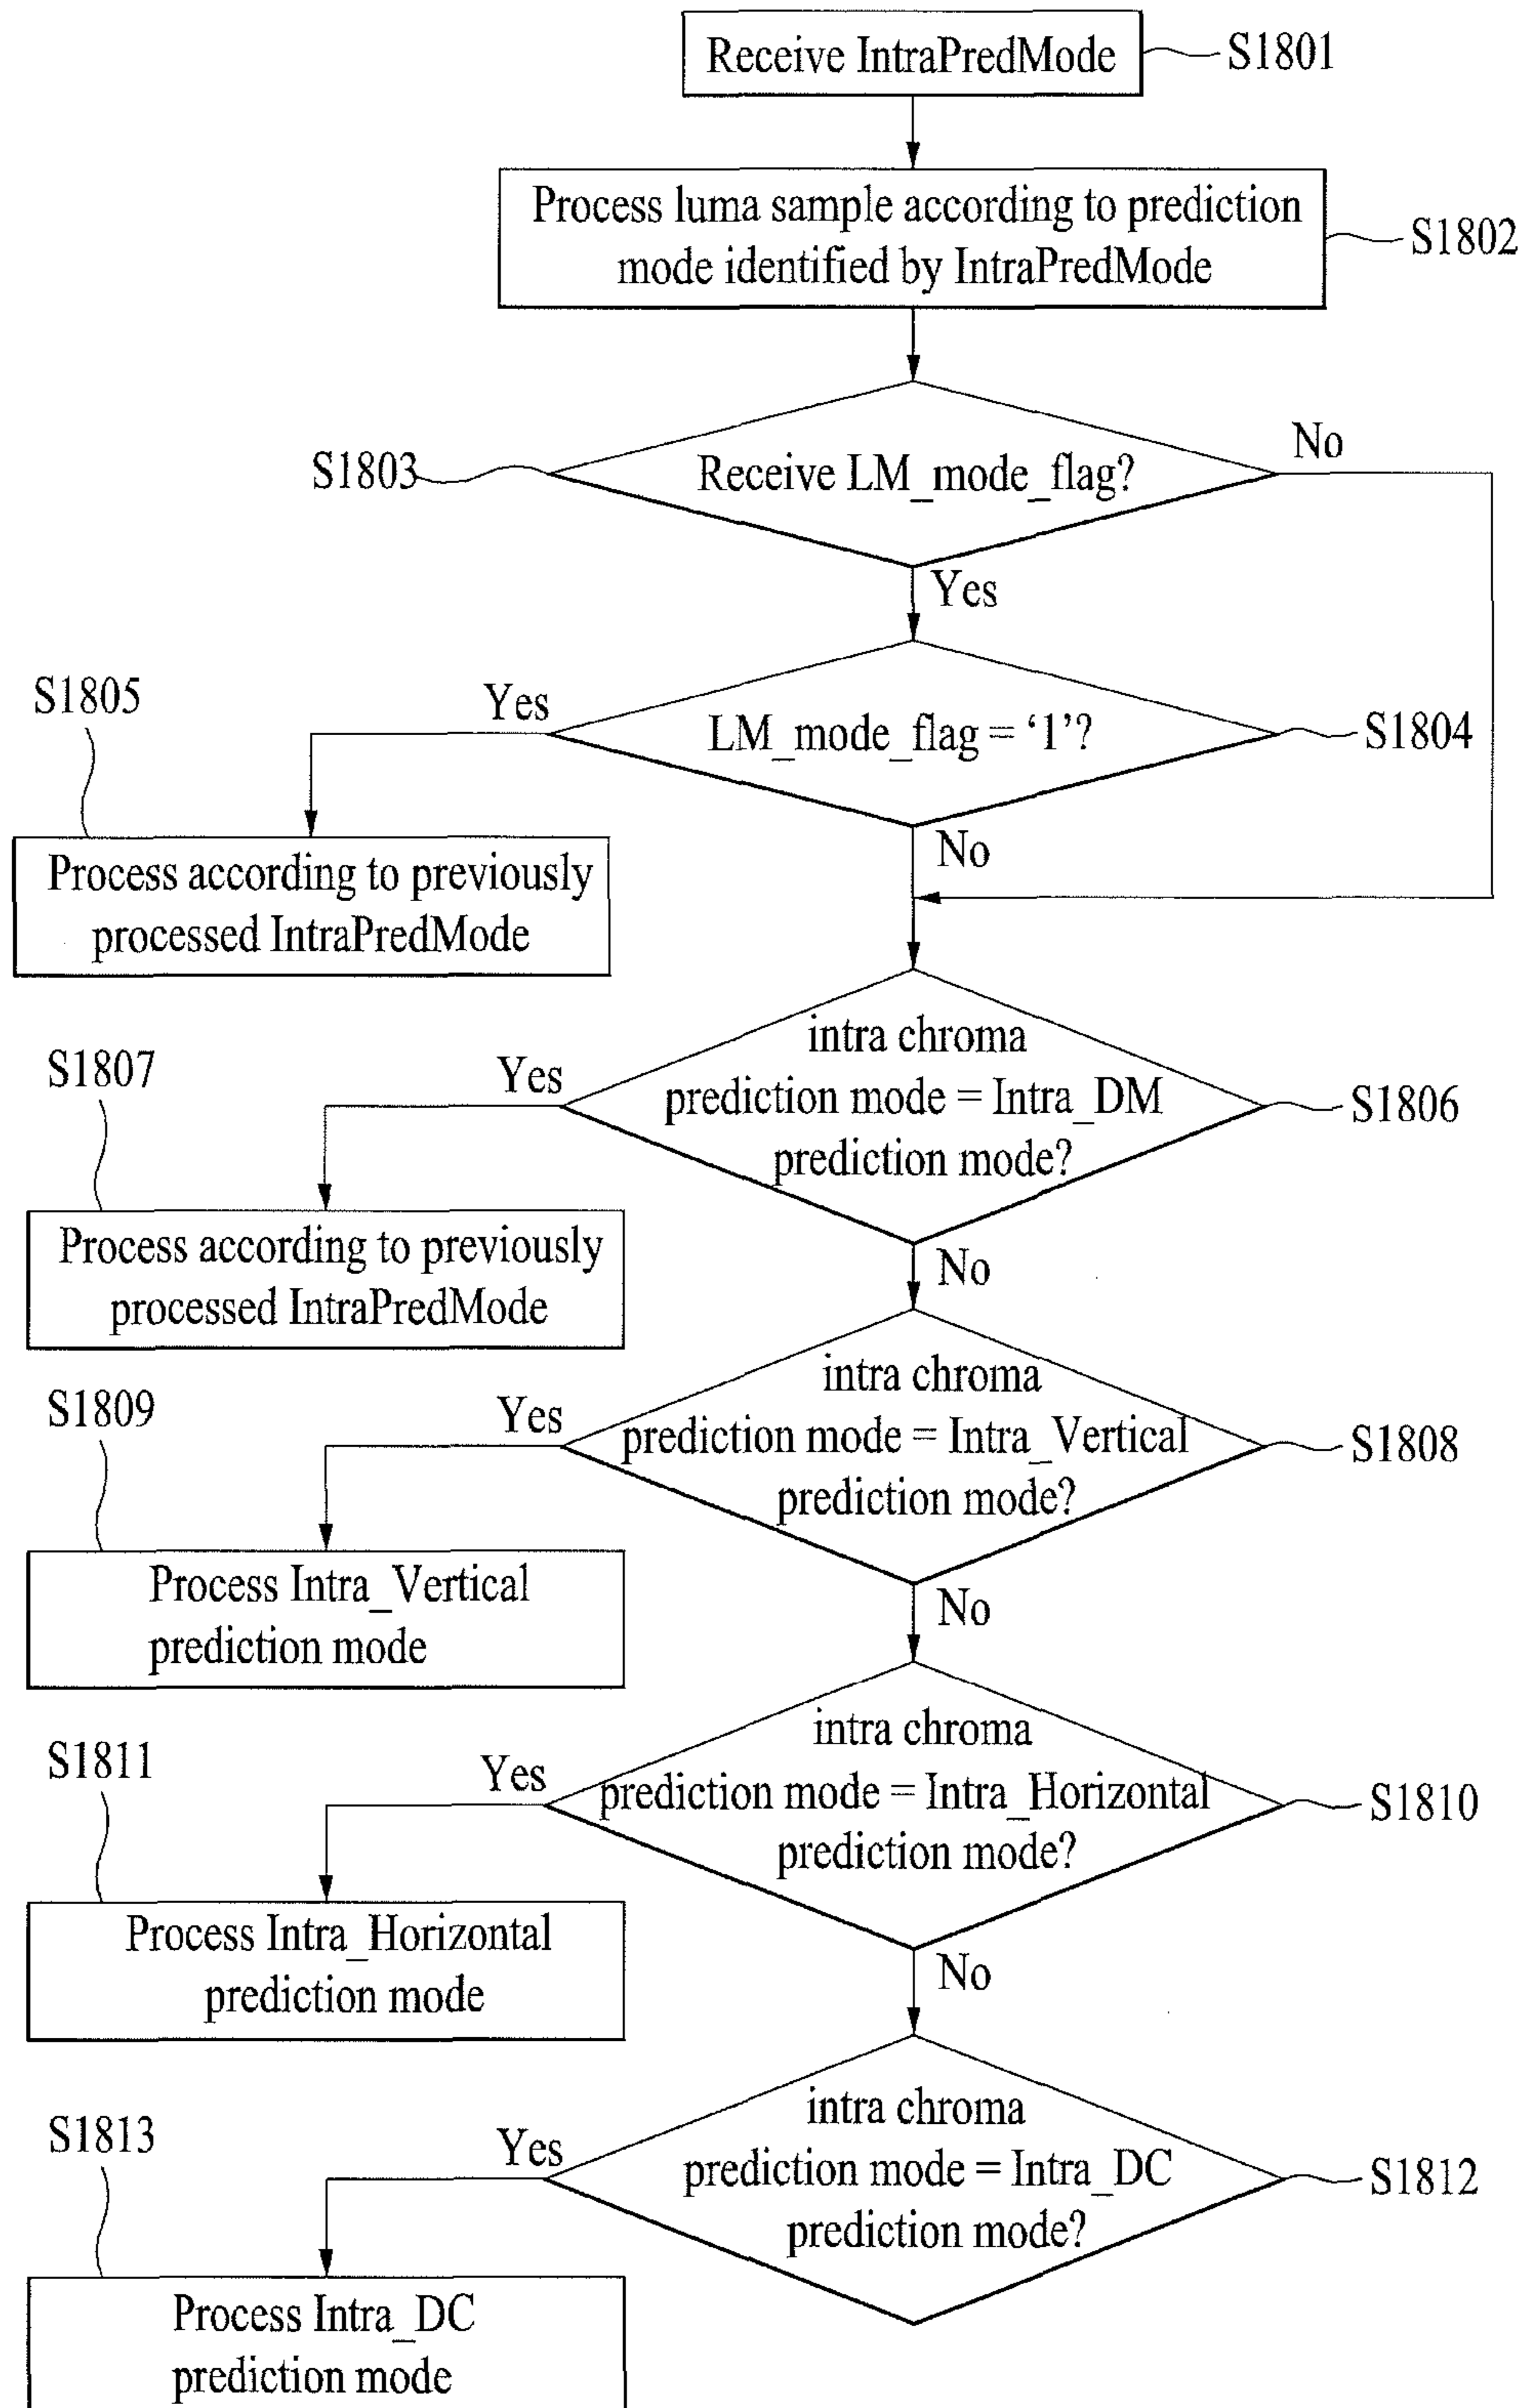 Receive IntraPredMode
S1801
Process luma sample according to prediction
mode identified by IntraPredMode
S1802
S1803
Receive LM_mode_flag?
No
Yes
S1805
Yes
LM_mode_flag = ‘1’?
S1804
Process according to previously
processed IntraPredMode
No
S1807
Yes
intra chroma
prediction mode = Intra_DM
prediction mode?
S1806
Process according to previously
processed IntraPredMode
No
S1809
Yes
intra chroma
prediction mode = Intra_Vertical
prediction mode?
S1808
Process Intra_Vertical
prediction mode
No
S1811
Yes
intra chroma
prediction mode = Intra_Horizontal
prediction mode?
S1810
Process Intra_Horizontal
prediction mode
No
S1813
Yes
intra chroma
prediction mode = Intra_DC
prediction mode?
S1812
Process Intra_DC
prediction mode